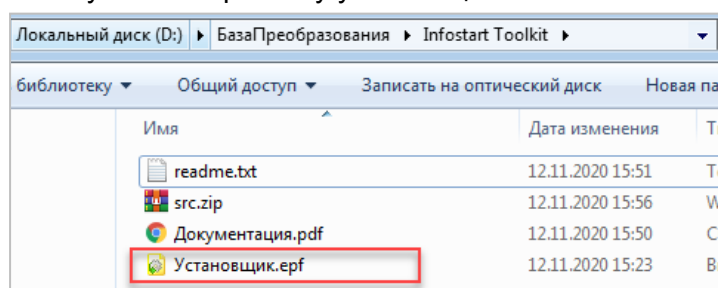 Локальный диск (D:) ▸ БазаПреобразования ▸ Infostart Toolkit ▸
библиотеку ▼ Общий доступ ▼ Записать на оптический диск Новая па
Имя Дата изменения
readme.txt 12.11.2020 15:51
src.zip 12.11.2020 15:56
Документация.pdf 12.11.2020 15:50
Установщик.epf 12.11.2020 15:23